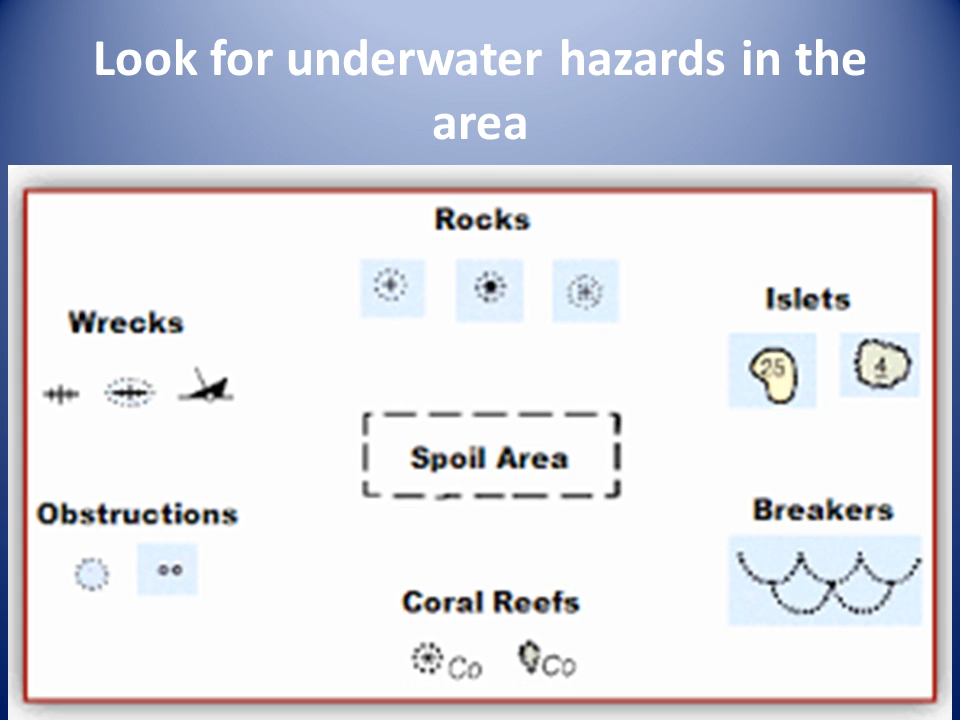 Look for underwater hazards in the
area
Rocks
Islets
Wrecks
25
4
Spoil Area
Obstructions
Breakers
Coral Reefs
Co
Co